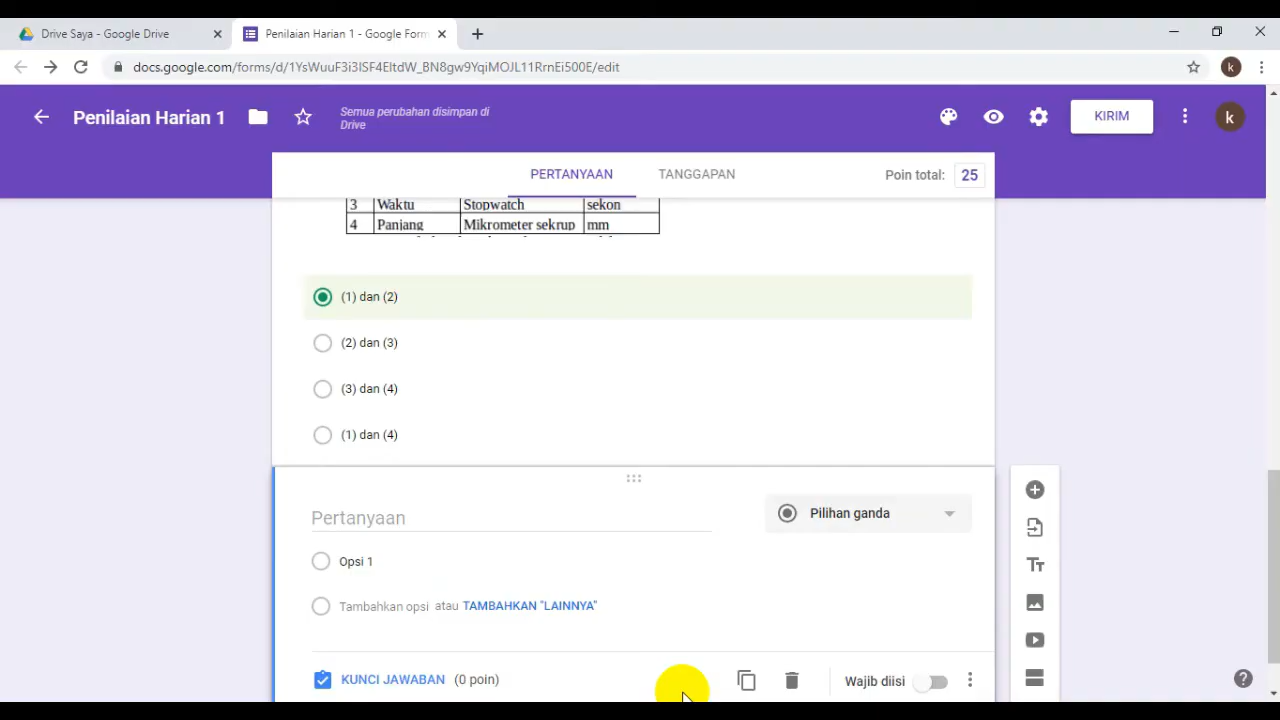 Drive Saya - Google Drive
Penilaian Harian 1 - Google Form
docs.google.com/forms/d/1YsWuuF3i3ISF4EltdW_BN8gw9YqiMOJL11RrnEi500E/edit
k
Penilaian Harian 1
Semua perubahan disimpan di
Drive
KIRIM
k
PERTANYAAN
TANGGAPAN
Poin total: 25
3 Waktu Stopwatch sekon
4 Panjang Mikrometer sekrup mm
(1) dan (2)
(2) dan (3)
(3) dan (4)
(1) dan (4)
Pertanyaan
Pilihan ganda
Opsi 1
Tambahkan opsi atau TAMBAHKAN "LAINNYA"
KUNCI JAWABAN (0 poin)
Wajib diisi